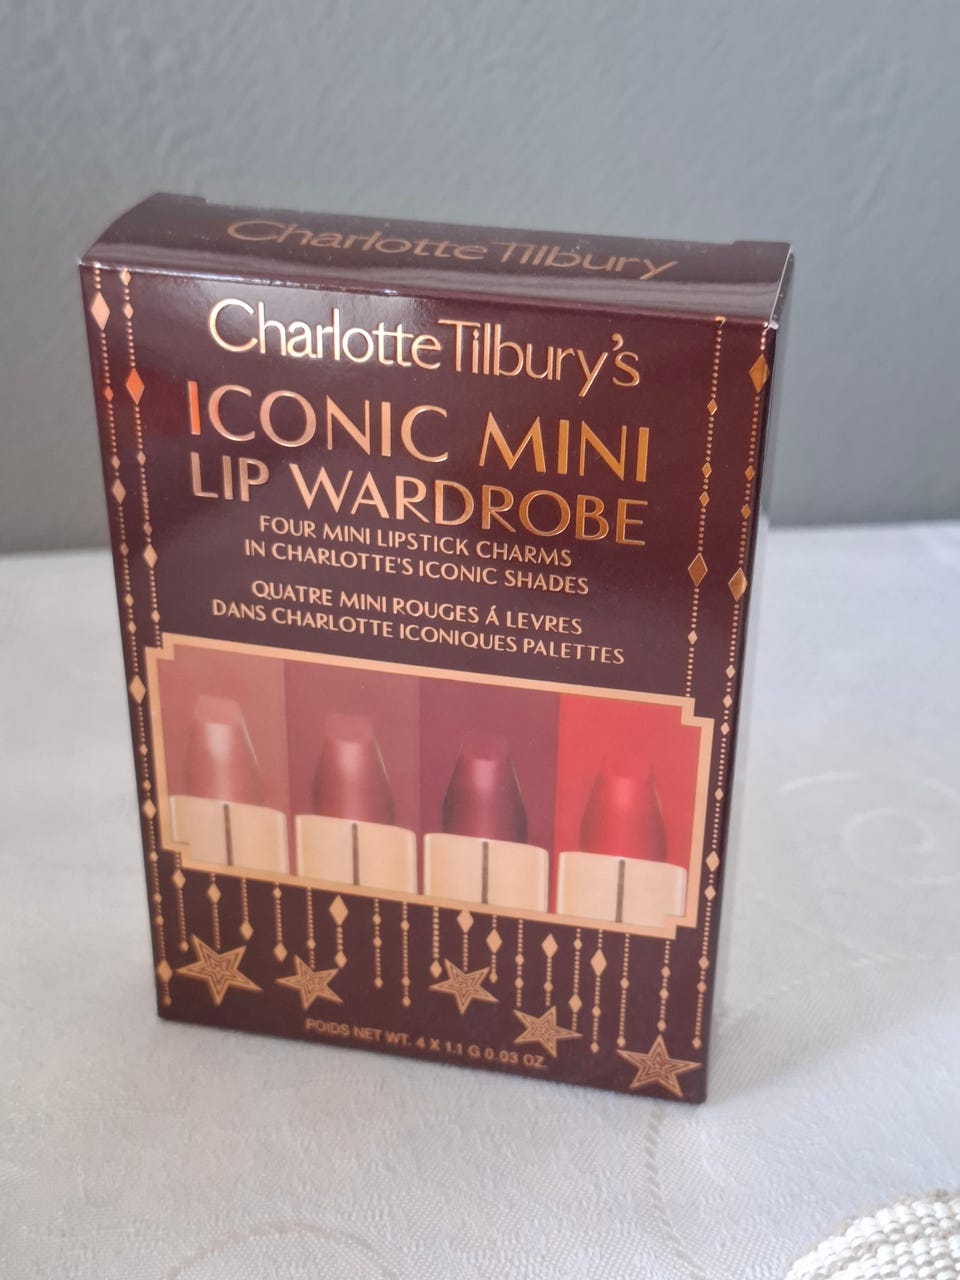 Charlotte Tilbury
Charlotte Tilbury's
ICONIC MINI
LIP WARDROBE
FOUR MINI LIPSTICK CHARMS
IN CHARLOTTE'S ICONIC SHADES
QUATRE MINI ROUGES Á LEVRES
DANS CHARLOTTE ICONIQUES PALETTES
POIDS NET WT. 4 X 1.1 G 0.03 OZ.